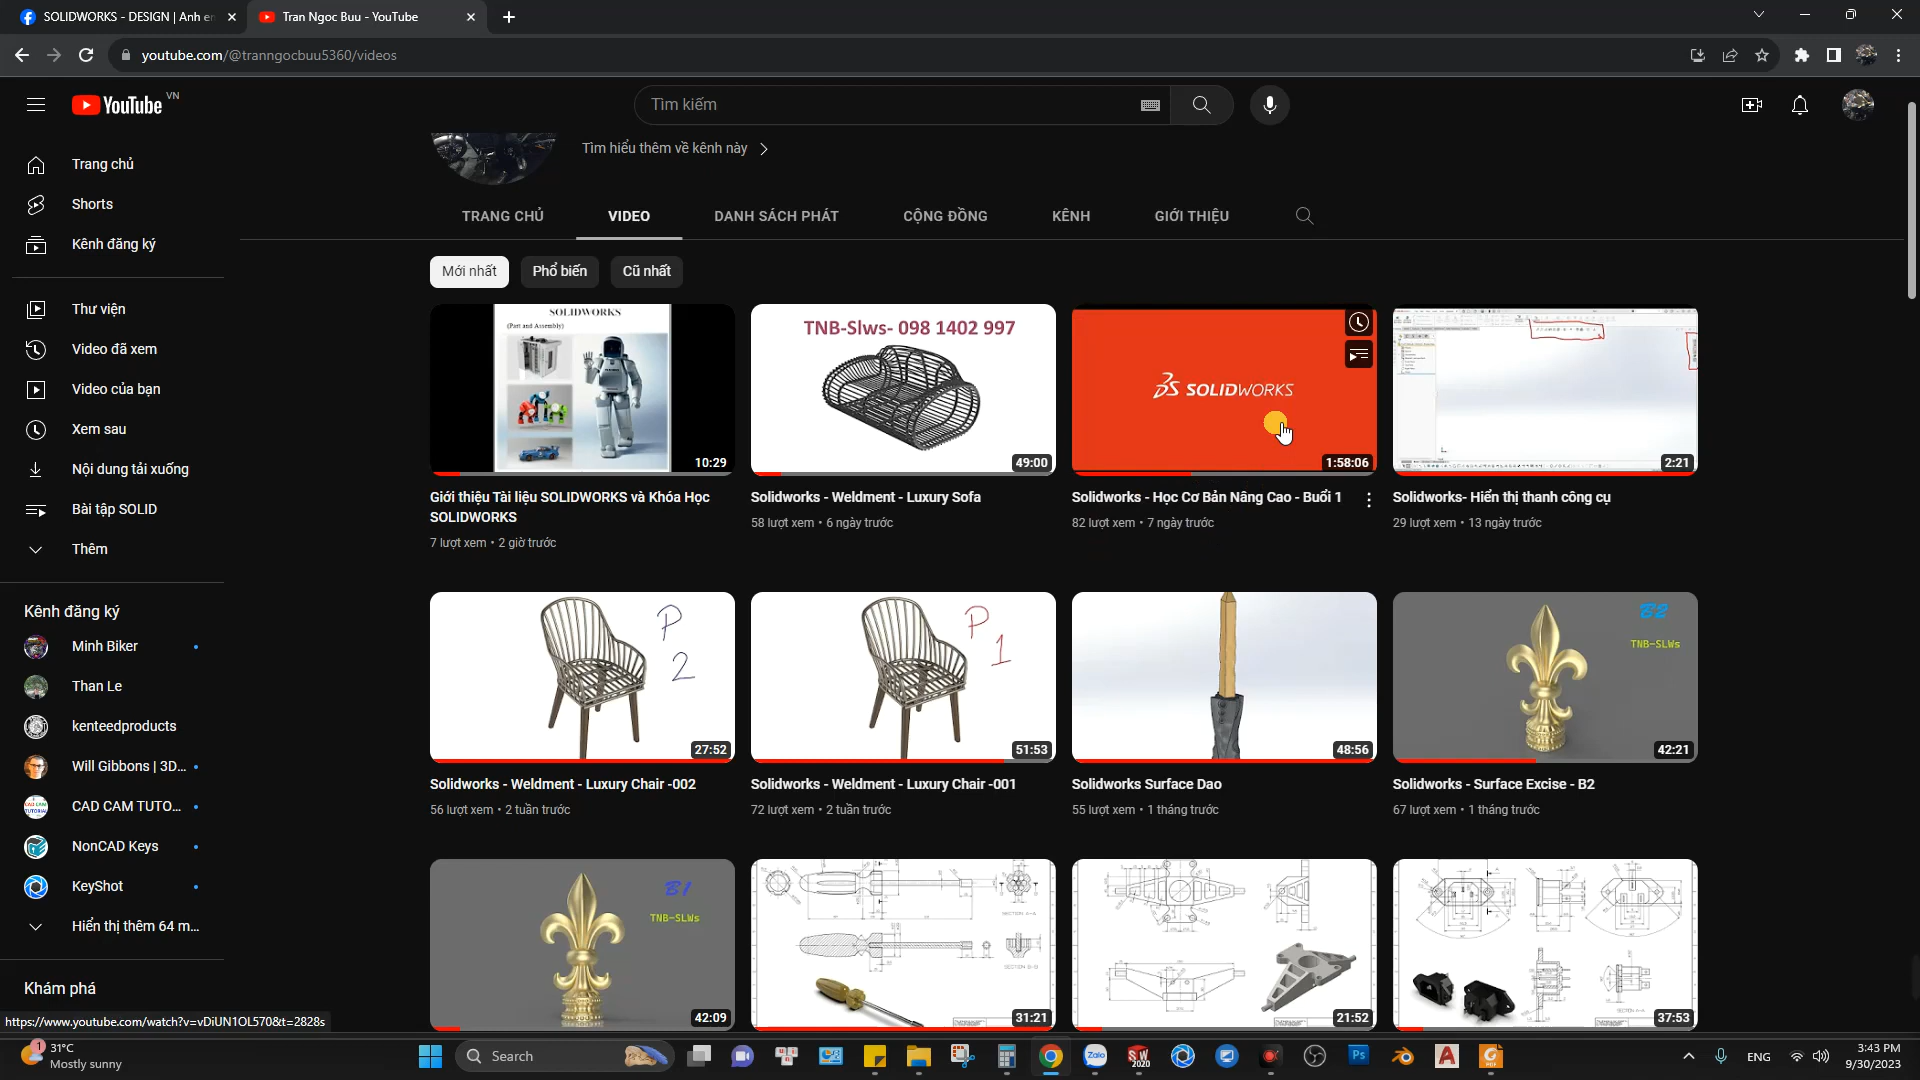 SOLIDWORKS - DESIGN | Anh en
Tran Ngoc Buu - YouTube
youtube.com/@tranngocbuu5360/videos
YouTube VN
Tìm kiếm
Tìm hiểu thêm về kênh này
TRANG CHỦ
VIDEO
DANH SÁCH PHÁT
CỘNG ĐỒNG
KÊNH
GIỚI THIỆU
Mới nhất
Phổ biến
Cũ nhất
Trang chủ
Shorts
Kênh đăng ký
Thư viện
Video đã xem
Video của bạn
Xem sau
Nội dung tải xuống
Bài tập SOLID
Thêm
Kênh đăng ký
Minh Biker
Than Le
kenteedproducts
Will Gibbons | 3D...
CAD CAM TUTO...
NonCAD Keys
KeyShot
Hiển thị thêm 64 m...
Khám phá
SOLIDWORKS
(Part and Assembly)
10:29
Giới thiệu Tài liệu SOLIDWORKS và Khóa Học
SOLIDWORKS
7 lượt xem • 2 giờ trước
TNB-Slws- 098 1402 997
49:00
Solidworks - Weldment - Luxury Sofa
58 lượt xem • 6 ngày trước
SOLIDWORKS
1:58:06
Solidworks - Học Cơ Bản Nâng Cao - Buổi 1
82 lượt xem • 7 ngày trước
2:21
Solidworks- Hiển thị thanh công cụ
29 lượt xem • 13 ngày trước
P
2
27:52
Solidworks - Weldment - Luxury Chair -002
56 lượt xem • 2 tuần trước
P
1
51:53
Solidworks - Weldment - Luxury Chair -001
72 lượt xem • 2 tuần trước
48:56
Solidworks Surface Dao
55 lượt xem • 1 tháng trước
B2
TNB-SLWs
42:21
Solidworks - Surface Excise - B2
67 lượt xem • 1 tháng trước
B1
TNB-SLWs
42:09
SECTION A-A
SECTION B-B
31:21
21:52
37:53
https://www.youtube.com/watch?v=vDiUN1OL570&t=2828s
1
31°C
Mostly sunny
Search
Zalo
SW
2020
Ps
A
ENG
3:43 PM
9/30/2023